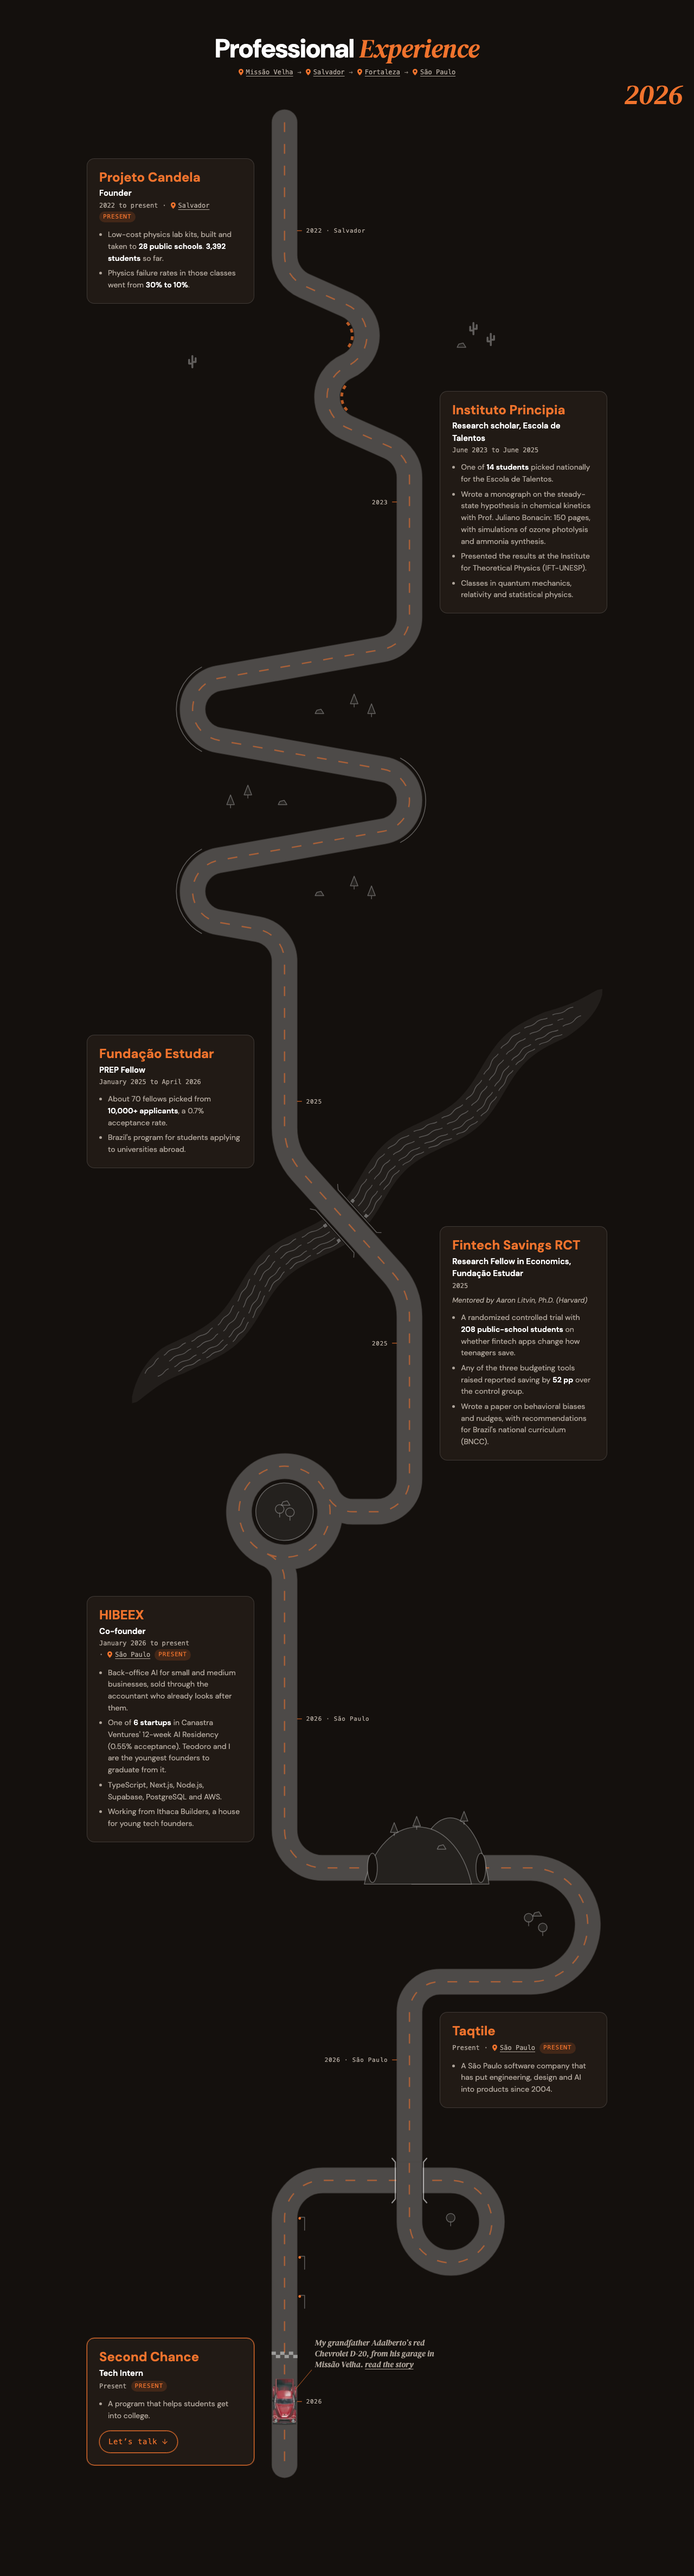 Professional Experience
Missão Velha → Salvador → Fortaleza → São Paulo
2026
Projeto Candela
Founder
2022 to present · Salvador
PRESENT
Low-cost physics lab kits, built and
taken to 28 public schools. 3,392
students so far.
Physics failure rates in those classes
went from 30% to 10%.
2022 · Salvador
Instituto Principia
Research scholar, Escola de
Talentos
June 2023 to June 2025
One of 14 students picked nationally
for the Escola de Talentos.
Wrote a monograph on the steady-
state hypothesis in chemical kinetics
with Prof. Juliano Bonacin: 150 pages,
with simulations of ozone photolysis
and ammonia synthesis.
Presented the results at the Institute
for Theoretical Physics (IFT-UNESP).
Classes in quantum mechanics,
relativity and statistical physics.
2023
Fundação Estudar
PREP Fellow
January 2025 to April 2026
About 70 fellows picked from
10,000+ applicants, a 0.7%
acceptance rate.
Brazil's program for students applying
to universities abroad.
2025
Fintech Savings RCT
Research Fellow in Economics,
Fundação Estudar
2025
Mentored by Aaron Litvin, Ph.D. (Harvard)
A randomized controlled trial with
208 public-school students on
whether fintech apps change how
teenagers save.
Any of the three budgeting tools
raised reported saving by 52 pp over
the control group.
Wrote a paper on behavioral biases
and nudges, with recommendations
for Brazil's national curriculum
(BNCC).
2025
HIBEEX
Co-founder
January 2026 to present
· São Paulo PRESENT
Back-office AI for small and medium
businesses, sold through the
accountant who already looks after
them.
One of 6 startups in Canastra
Ventures' 12-week AI Residency
(0.55% acceptance). Teodoro and I
are the youngest founders to
graduate from it.
TypeScript, Next.js, Node.js,
Supabase, PostgreSQL and AWS.
Working from Ithaca Builders, a house
for young tech founders.
2026 · São Paulo
Taqtile
Present · São Paulo PRESENT
A São Paulo software company that
has put engineering, design and AI
into products since 2004.
2026 · São Paulo
Second Chance
Tech Intern
Present PRESENT
A program that helps students get
into college.
Let's talk ↓
My grandfather Adalberto's red
Chevrolet D-20, from his garage in
Missão Velha. read the story
2026